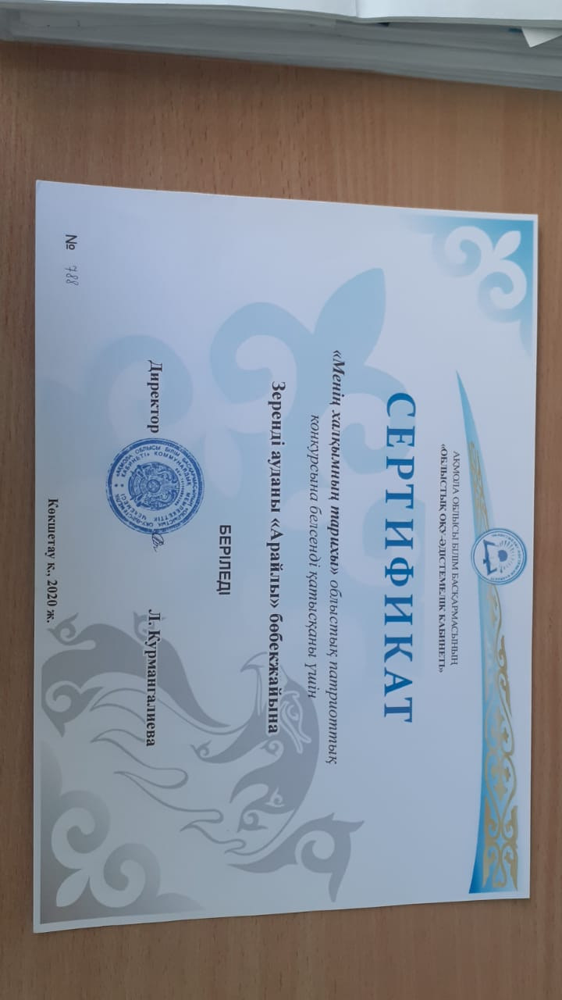 АҚМОЛА ОБЛЫСЫ БІЛІМ БАСҚАРМАСЫНЫҢ
«ОБЛЫСТЫҚ ОҚУ-ӘДІСТЕМЕЛІК КАБИНЕТІ»
СЕРТИФИКАТ
«Менің халқымның тарихы» облыстық патриоттық
конкурсына белсенді қатысқаны үшін
Зеренді ауданы «Арайлы» бөбекжайына
БЕРІЛЕДІ
Директор Л. Курмангалиева
№ 788
Көкшетау қ., 2020 ж.